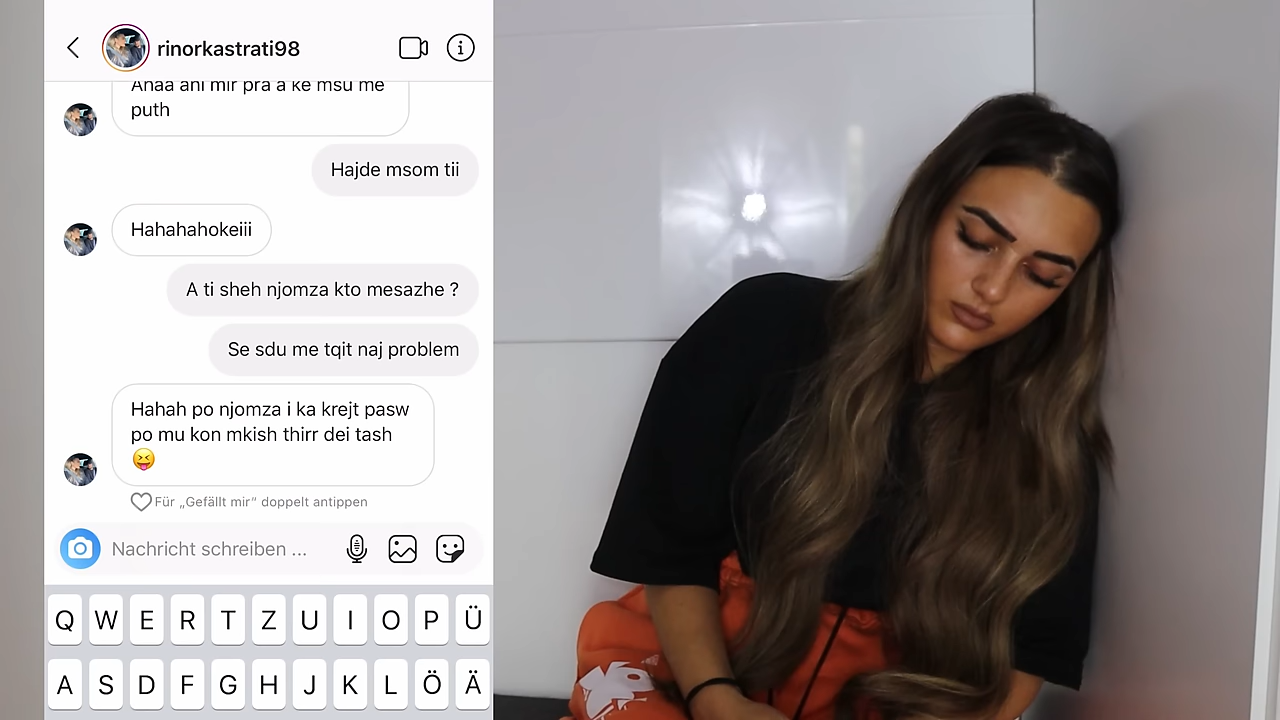 rinorkastrati98
Ahaa ani mir pra a ke msu me
puth
Hajde msom tii
Hahahahokeiii
A ti sheh njomza kto mesazhe ?
Se sdu me tqit naj problem
Hahah po njomza i ka krejt pasw
po mu kon mkish thirr dei tash
😝
Für „Gefällt mir“ doppelt antippen
Nachricht schreiben ...
Q W E R T Z U I O P Ü
A S D F G H J K L Ö Ä